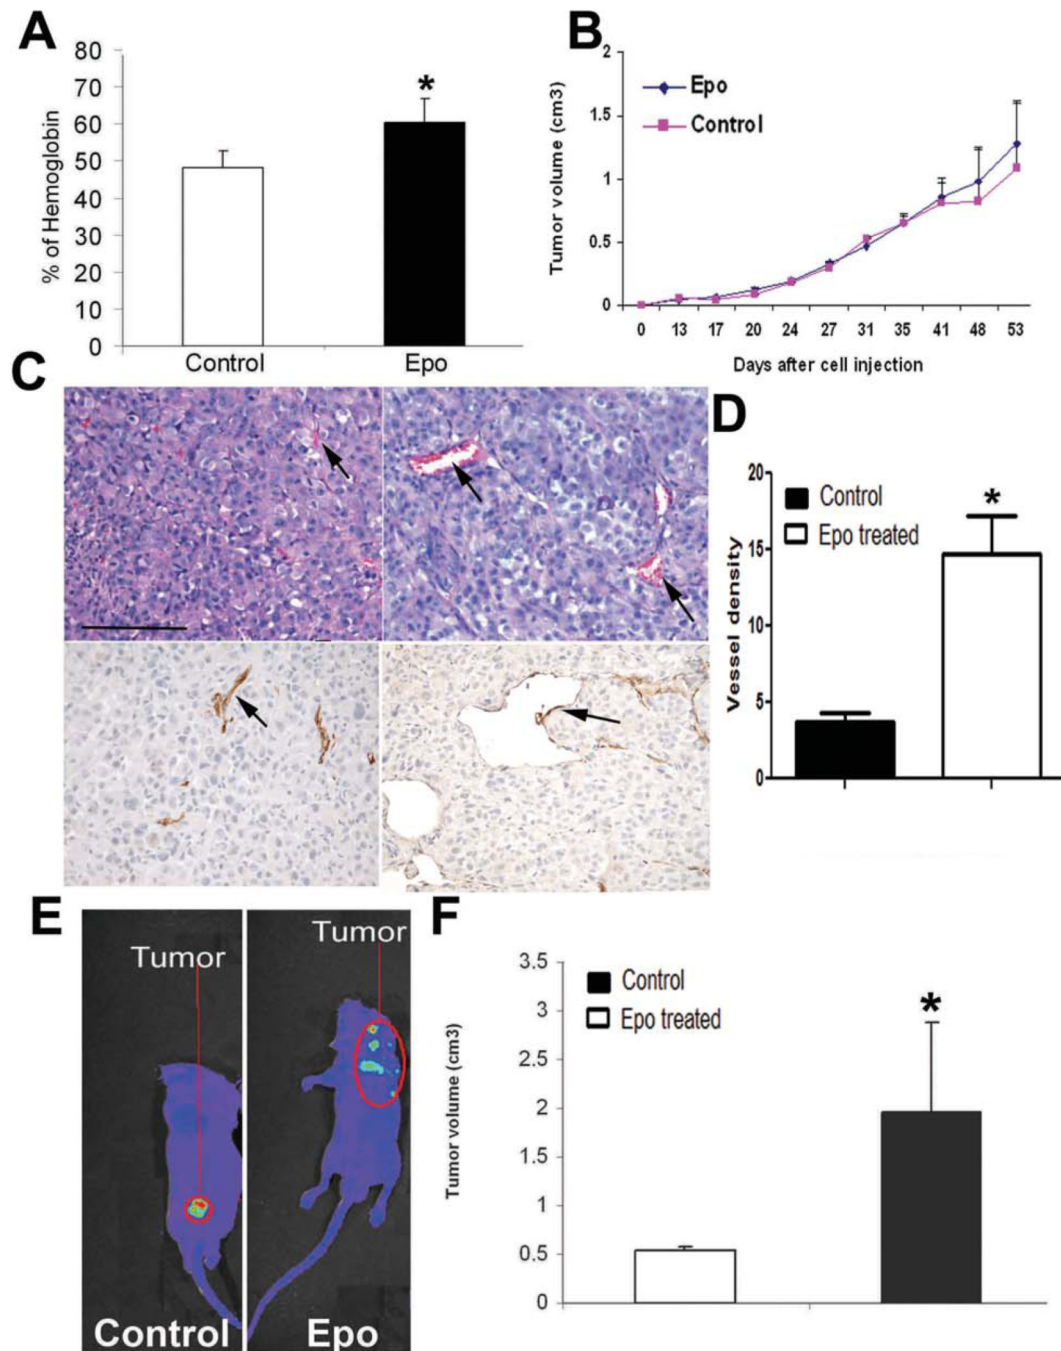 A
80
70
60
50
40
30
20
10
0
% of Hemoglobin
*
Control
Epo
B
2
1.5
1
0.5
0
Tumor volume (cm3)
Epo
Control
0 13 17 20 24 27 31 35 41 48 53
Days after cell injection
C
D
20
15
10
5
0
Vessel density
Control
Epo treated
*
E
Tumor
Tumor
Control
Epo
F
3.5
3
2.5
2
1.5
1
0.5
0
Tumor volume (cm3)
Control
Epo treated
*